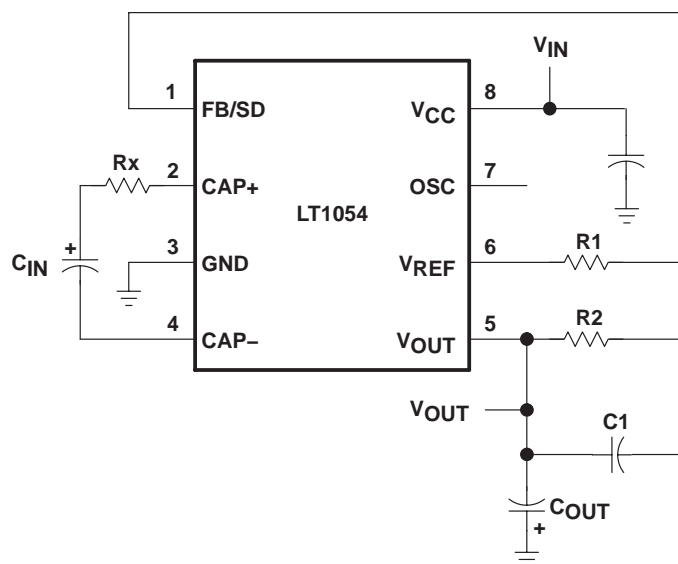 VIN
1 FB/SD VCC 8
Rx 2 CAP+ OSC 7
LT1054
+ CIN 3 GND VREF 6 R1
4 CAP– VOUT 5 R2
VOUT
C1
COUT
+